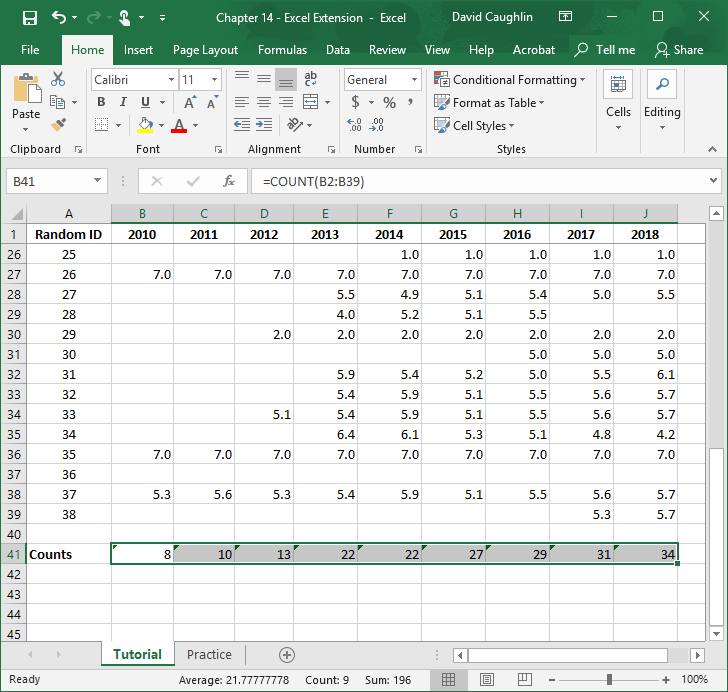 Chapter 14 - Excel Extension - Excel David Caughlin
File Home Insert Page Layout Formulas Data Review View Help Acrobat Tell me Share
Paste
Calibri 11
B I U A A
A
ab
General
$ % ,
.00 .0
Conditional Formatting
Format as Table
Cell Styles
Cells
Editing
Clipboard Font Alignment Number Styles
B41 fx =COUNT(B2:B39)
A B C D E F G H I J
1 Random ID 2010 2011 2012 2013 2014 2015 2016 2017 2018
26 25 1.0 1.0 1.0 1.0 1.0
27 26 7.0 7.0 7.0 7.0 7.0 7.0 7.0 7.0 7.0
28 27 5.5 4.9 5.1 5.4 5.0 5.5
29 28 4.0 5.2 5.1 5.5
30 29 2.0 2.0 2.0 2.0 2.0 2.0 2.0
31 30 5.0 5.0 5.0
32 31 5.9 5.4 5.2 5.0 5.5 6.1
33 32 5.4 5.9 5.1 5.5 5.6 5.7
34 33 5.1 5.4 5.9 5.1 5.5 5.6 5.7
35 34 6.4 6.1 5.3 5.1 4.8 4.2
36 35 7.0 7.0 7.0 7.0 7.0 7.0 7.0 7.0 7.0
37 36
38 37 5.3 5.6 5.3 5.4 5.9 5.1 5.5 5.6 5.7
39 38 5.3 5.7
40
41 Counts 8 10 13 22 22 27 29 31 34
42
43
44
45
Tutorial Practice
Ready Average: 21.77777778 Count: 9 Sum: 196 100%